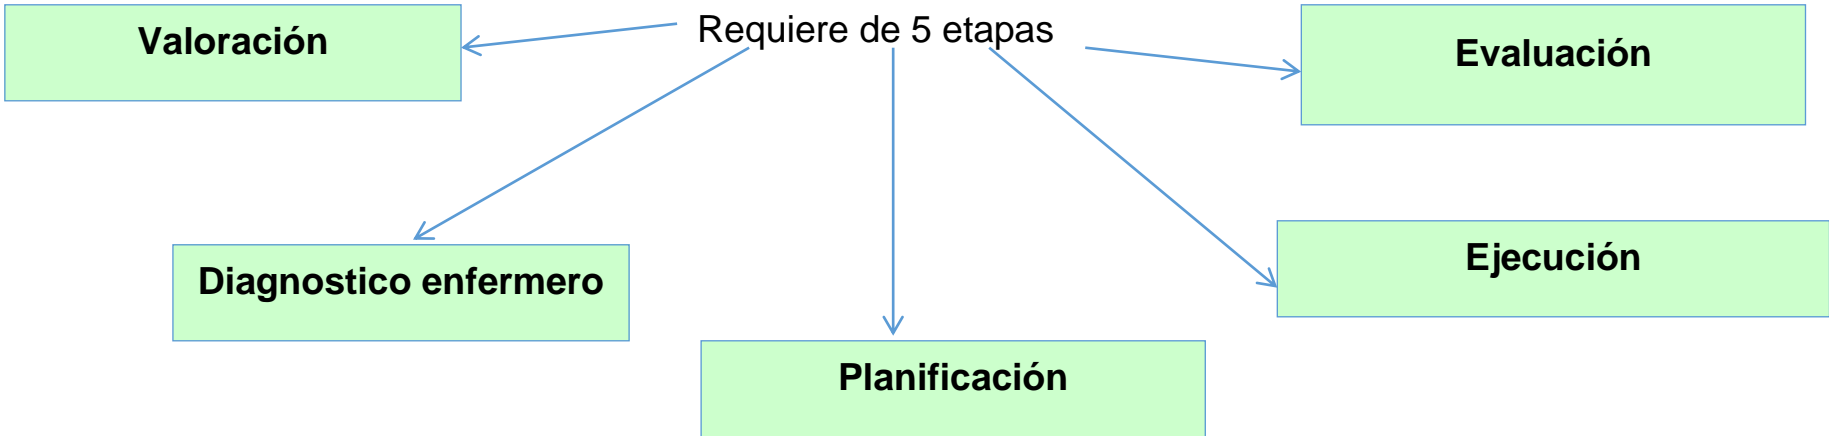 Requiere de 5 etapas
Valoración
Diagnostico enfermero
Planificación
Ejecución
Evaluación